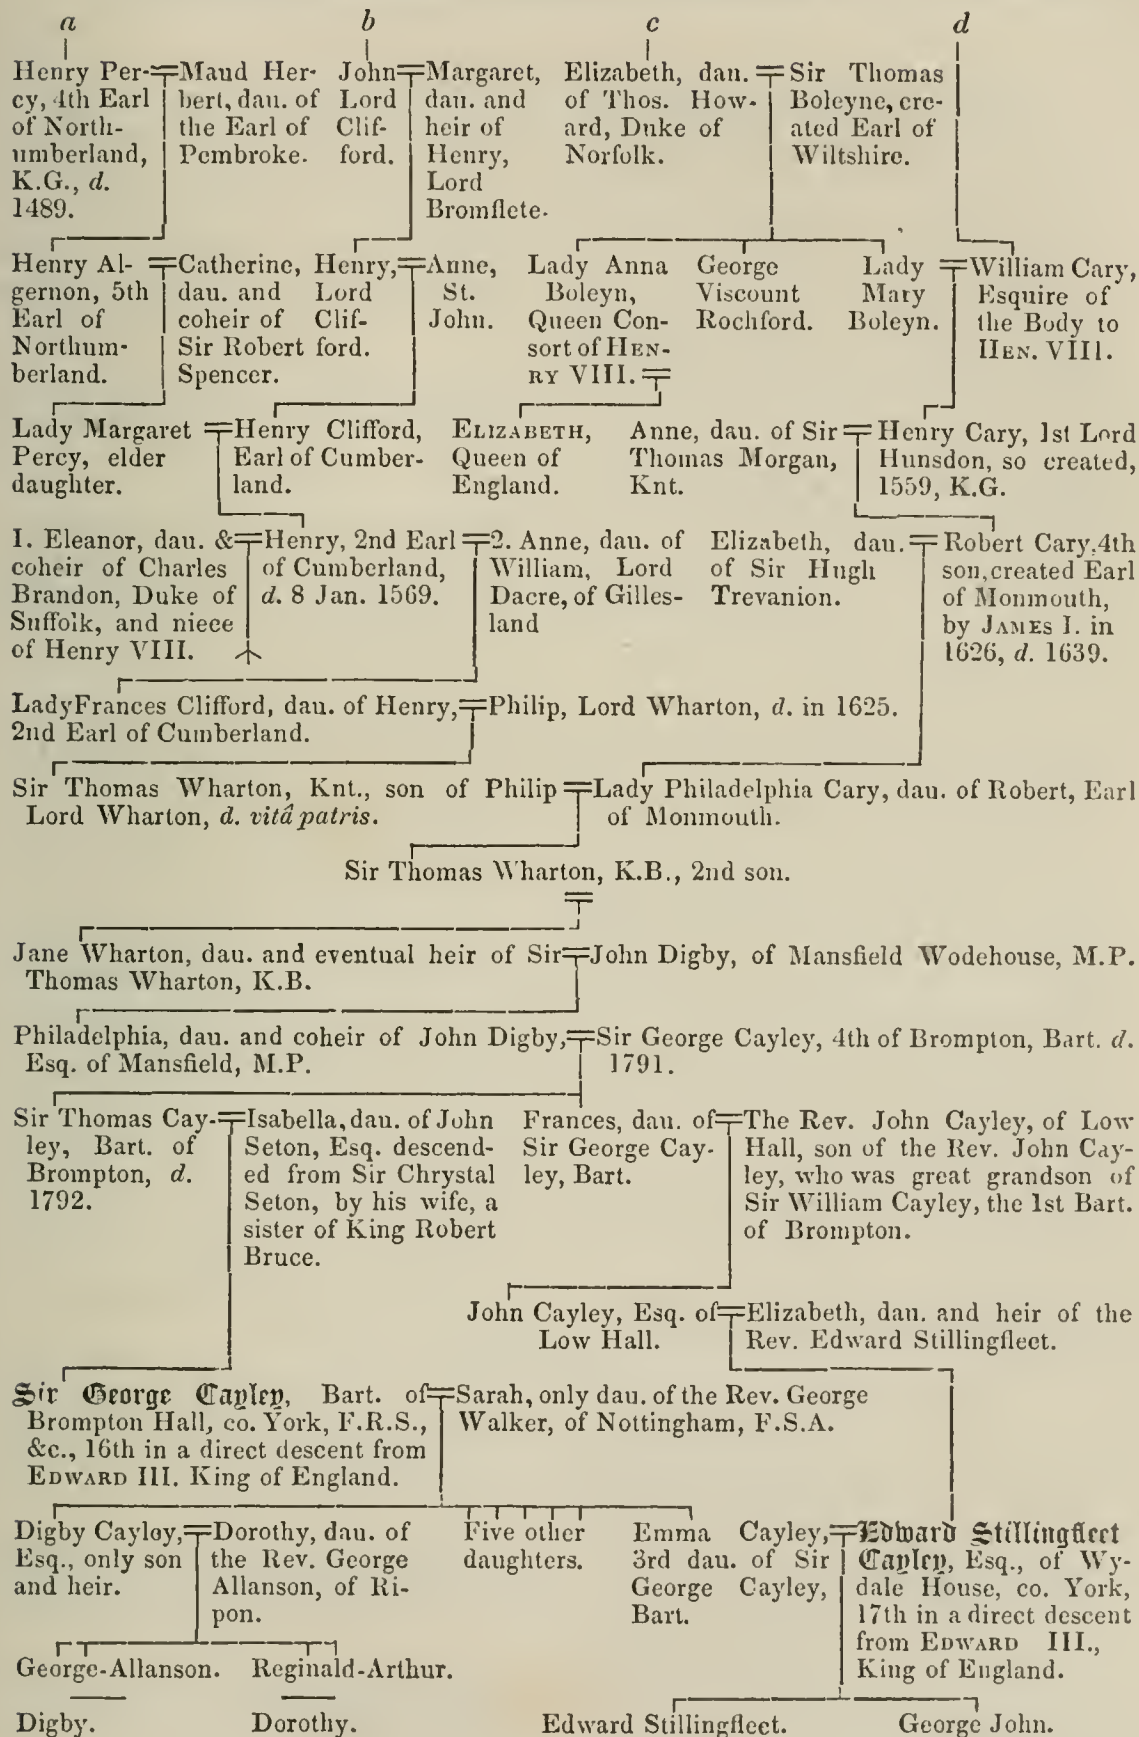 a b c d
Henry Per-
cy, 4th Earl
of North-
umberland,
K.G., d.
1489.
Maud Her-
bert, dau. of
the Earl of
Pembroke.
John
Lord
Clif-
ford.
Margaret,
dau. and
heir of
Henry,
Lord
Bromflete.
Elizabeth, dau.
of Thos. How-
ard, Duke of
Norfolk.
Sir Thomas
Boleyne, cre-
ated Earl of
Wiltshire.
Henry Al-
gernon, 5th
Earl of
Northum-
berland.
Catherine,
dau. and
coheir of
Sir Robert
Spencer.
Henry,
Lord
Clif-
ford.
Anne,
St.
John.
Lady Anna
Boleyn,
Queen Con-
sort of HEN-
RY VIII.
George
Viscount
Rochford.
Lady
Mary
Boleyn.
William Cary,
Esquire of
the Body to
HEN. VIII.
Lady Margaret
Percy, elder
daughter.
Henry Clifford,
Earl of Cumber-
land.
ELIZABETH,
Queen of
England.
Anne, dau. of Sir
Thomas Morgan,
Knt.
Henry Cary, 1st Lord
Hunsdon, so created,
1559, K.G.
I. Eleanor, dau. &
coheir of Charles
Brandon, Duke of
Suffolk, and niece
of Henry VIII.
Henry, 2nd Earl
of Cumberland,
d. 8 Jan. 1569.
2. Anne, dau. of
William, Lord
Dacre, of Gilles-
land
Elizabeth, dau.
of Sir Hugh
Trevanion.
Robert Cary, 4th
son, created Earl
of Monmouth,
by JAMES I. in
1626, d. 1639.
Lady Frances Clifford, dau. of Henry,
2nd Earl of Cumberland.
Philip, Lord Wharton, d. in 1625.
Sir Thomas Wharton, Knt., son of Philip
Lord Wharton, d. vitâ patris.
Lady Philadelphia Cary, dau. of Robert, Earl
of Monmouth.
Sir Thomas Wharton, K.B., 2nd son.
Jane Wharton, dau. and eventual heir of Sir
Thomas Wharton, K.B.
John Digby, of Mansfield Wodehouse, M.P.
Philadelphia, dau. and coheir of John Digby,
Esq. of Mansfield, M.P.
Sir George Cayley, 4th of Brompton, Bart. d.
1791.
Sir Thomas Cay-
ley, Bart. of
Brompton, d.
1792.
Isabella, dau. of John
Seton, Esq. descend-
ed from Sir Chrystal
Seton, by his wife, a
sister of King Robert
Bruce.
Frances, dau. of
Sir George Cay-
ley, Bart.
The Rev. John Cayley, of Low
Hall, son of the Rev. John Cay-
ley, who was great grandson of
Sir William Cayley, the 1st Bart.
of Brompton.
John Cayley, Esq. of
Low Hall.
Elizabeth, dau. and heir of the
Rev. Edward Stillingfleet.
Sir George Cayley, Bart. of
Brompton Hall, co. York, F.R.S.,
&c., 16th in a direct descent from
EDWARD III. King of England.
Sarah, only dau. of the Rev. George
Walker, of Nottingham, F.S.A.
Digby Cayley,
Esq., only son
and heir.
Dorothy, dau. of
the Rev. George
Allanson, of Ri-
pon.
Five other
daughters.
Emma Cayley,
3rd dau. of Sir
George Cayley,
Bart.
Edward Stillingfleet
Cayley, Esq., of Wy-
dale House, co. York,
17th in a direct descent
from EDWARD III.,
King of England.
George-Allanson. Reginald-Arthur.
Digby. Dorothy. Edward Stillingfleet. George John.